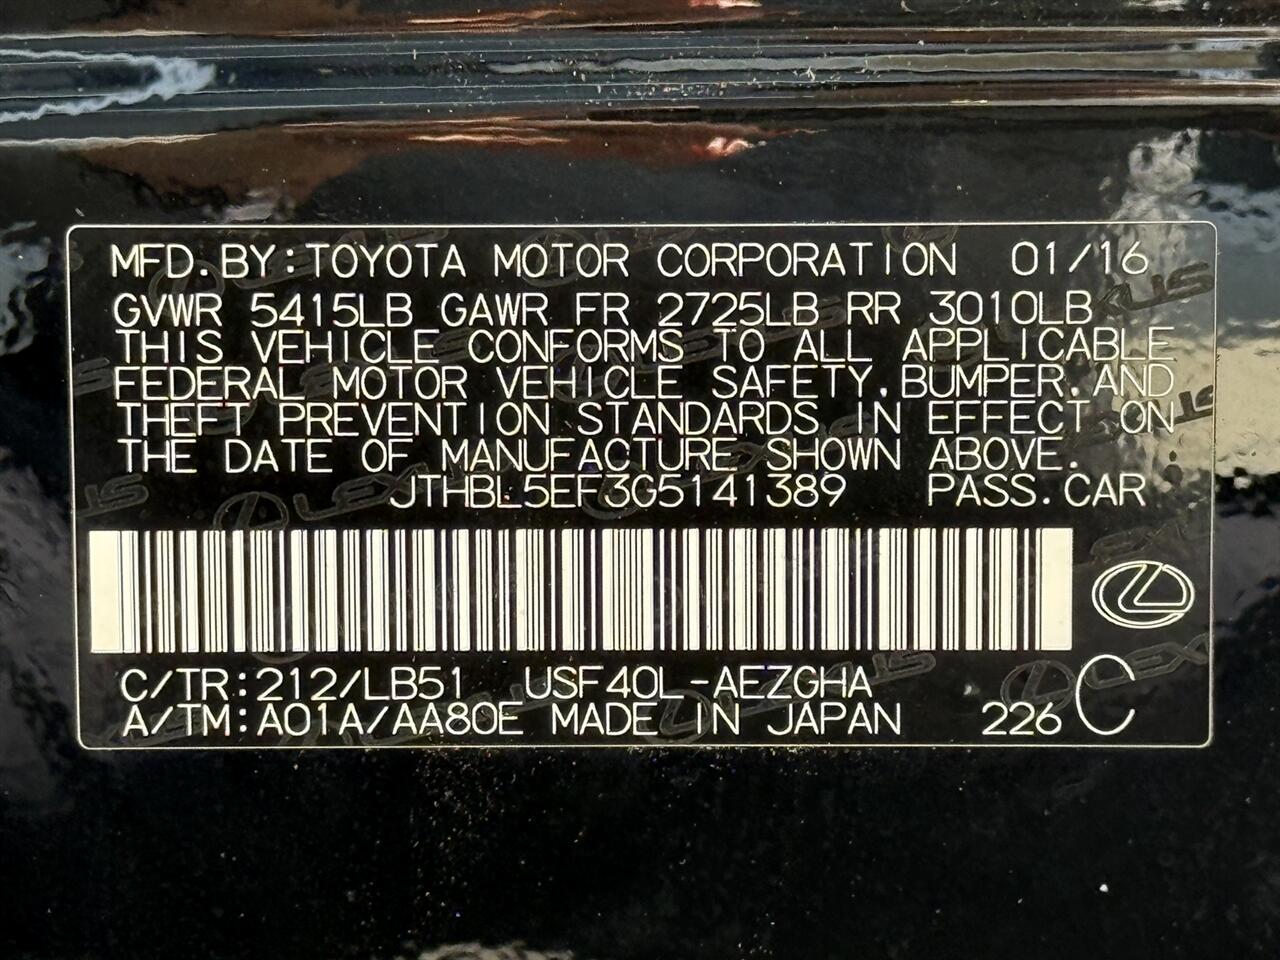 MFD.BY:TOYOTA MOTOR CORPORATION 01/16
GVWR 5415LB GAWR FR 2725LB RR 3010LB
THIS VEHICLE CONFORMS TO ALL APPLICABLE
FEDERAL MOTOR VEHICLE SAFETY,BUMPER,AND
THEFT PREVENTION STANDARDS IN EFFECT ON
THE DATE OF MANUFACTURE SHOWN ABOVE.
JTHBL5EF3G5141389 PASS.CAR
C/TR:212/LB51 USF40L-AEZGHA
A/TM:A01A/AA80E MADE IN JAPAN 226 C